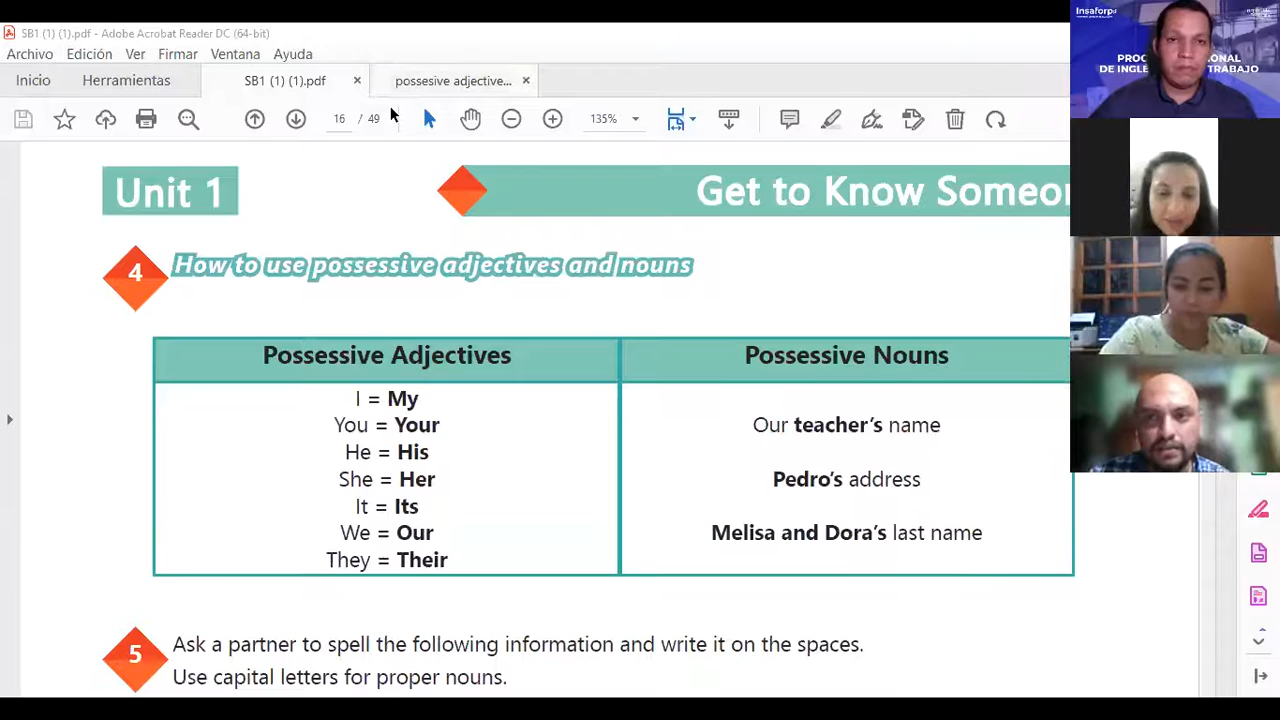 SB1 (1) (1).pdf - Adobe Acrobat Reader DC (64-bit)
Archivo Edición Ver Firmar Ventana Ayuda
Inicio Herramientas SB1 (1) (1).pdf × possesive adjective... ×
16 / 49 135%
Unit 1
Get to Know Someo
4 How to use possessive adjectives and nouns
Possessive Adjectives
I = My
You = Your
He = His
She = Her
It = Its
We = Our
They = Their
Possessive Nouns
Our teacher's name
Pedro's address
Melisa and Dora's last name
5 Ask a partner to spell the following information and write it on the spaces.
Use capital letters for proper nouns.
Insaforp